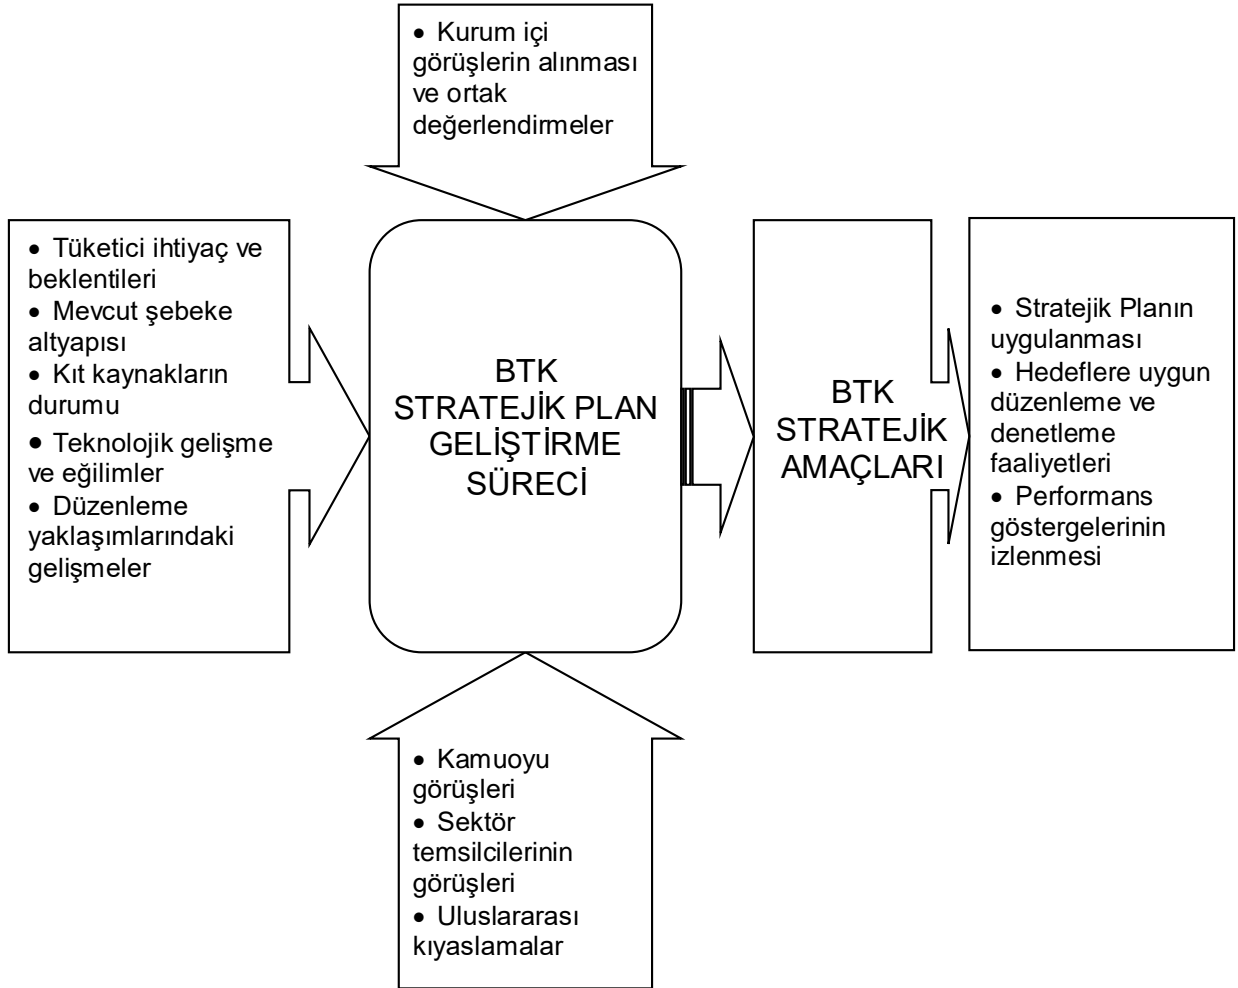 • Kurum içi
görüşlerin alınması
ve ortak
değerlendirmeler
• Tüketici ihtiyaç ve
beklentileri
• Mevcut şebeke
altyapısı
• Kıt kaynakların
durumu
• Teknolojik gelişme
ve eğilimler
• Düzenleme
yaklaşımlarındaki
gelişmeler
BTK
STRATEJİK PLAN
GELİŞTİRME
SÜRECİ
BTK
STRATEJİK
AMAÇLARI
• Stratejik Planın
uygulanması
• Hedeflere uygun
düzenleme ve
denetleme
faaliyetleri
• Performans
göstergelerinin
izlenmesi
• Kamuoyu
görüşleri
• Sektör
temsilcilerinin
görüşleri
• Uluslararası
kıyaslamalar